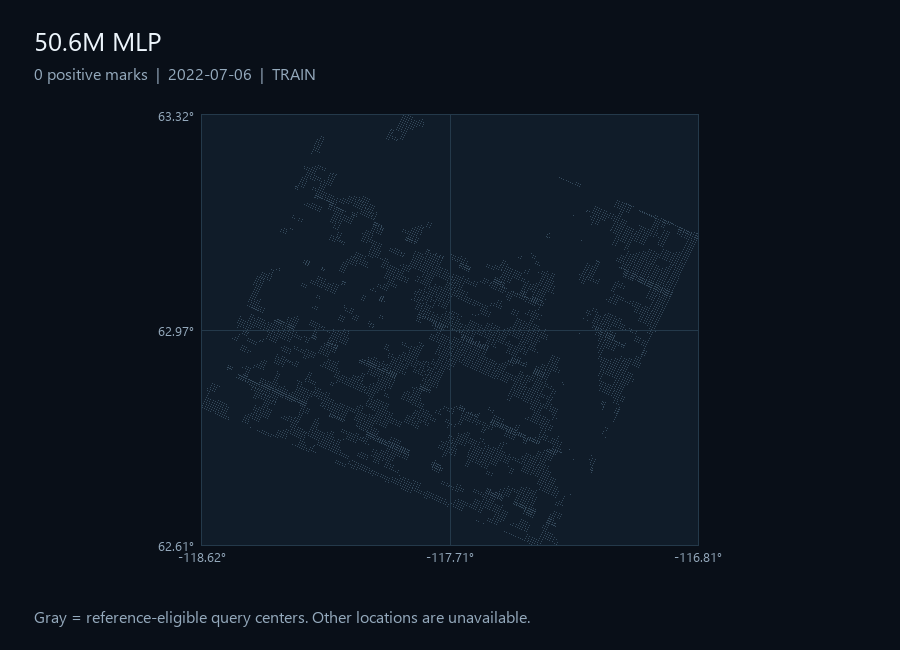 50.6M MLP
0 positive marks | 2022-07-06 | TRAIN
63.32°
62.97°
62.61°
-118.62° -117.71° -116.81°
Gray = reference-eligible query centers. Other locations are unavailable.